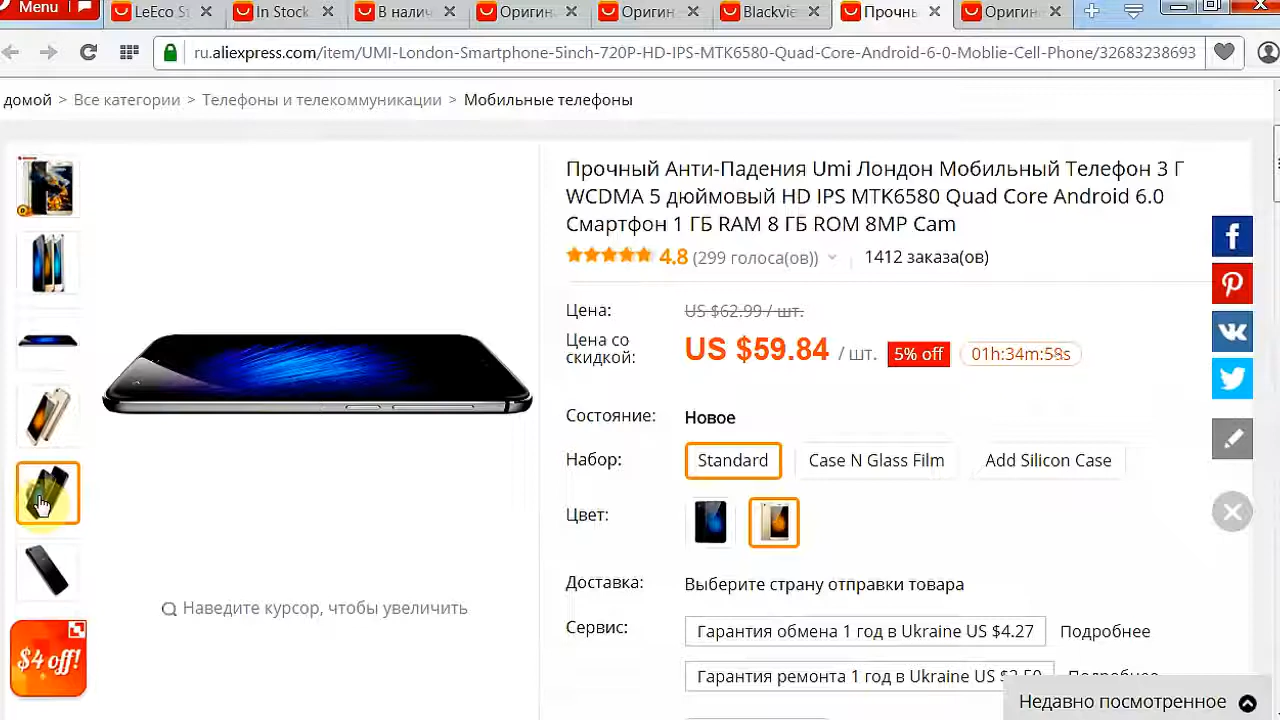 Menu
LeEco St
In Stock
В налич
Оригин
Оригин
Blackvie
Прочнь
Оригин
ru.aliexpress.com/item/UMI-London-Smartphone-5inch-720P-HD-IPS-MTK6580-Quad-Core-Android-6-0-Moblie-Cell-Phone/32683238693
домой > Все категории > Телефоны и телекоммуникации > Мобильные телефоны
Прочный Анти-Падения Umi Лондон Мобильный Телефон 3 Г
WCDMA 5 дюймовый HD IPS MTK6580 Quad Core Android 6.0
Смартфон 1 ГБ RAM 8 ГБ ROM 8MP Cam
4.8 (299 голоса(ов)) 1412 заказа(ов)
Цена: US $62.99 / шт.
Цена со
скидкой: US $59.84 / шт. 5% off 01h:34m:58s
Состояние: Новое
Набор: Standard Case N Glass Film Add Silicon Case
Цвет:
Доставка: Выберите страну отправки товара
Сервис: Гарантия обмена 1 год в Ukraine US $4.27 Подробнее
Гарантия ремонта 1 год в Ukraine US
Наведите курсор, чтобы увеличить
$4 off!
Недавно посмотренное